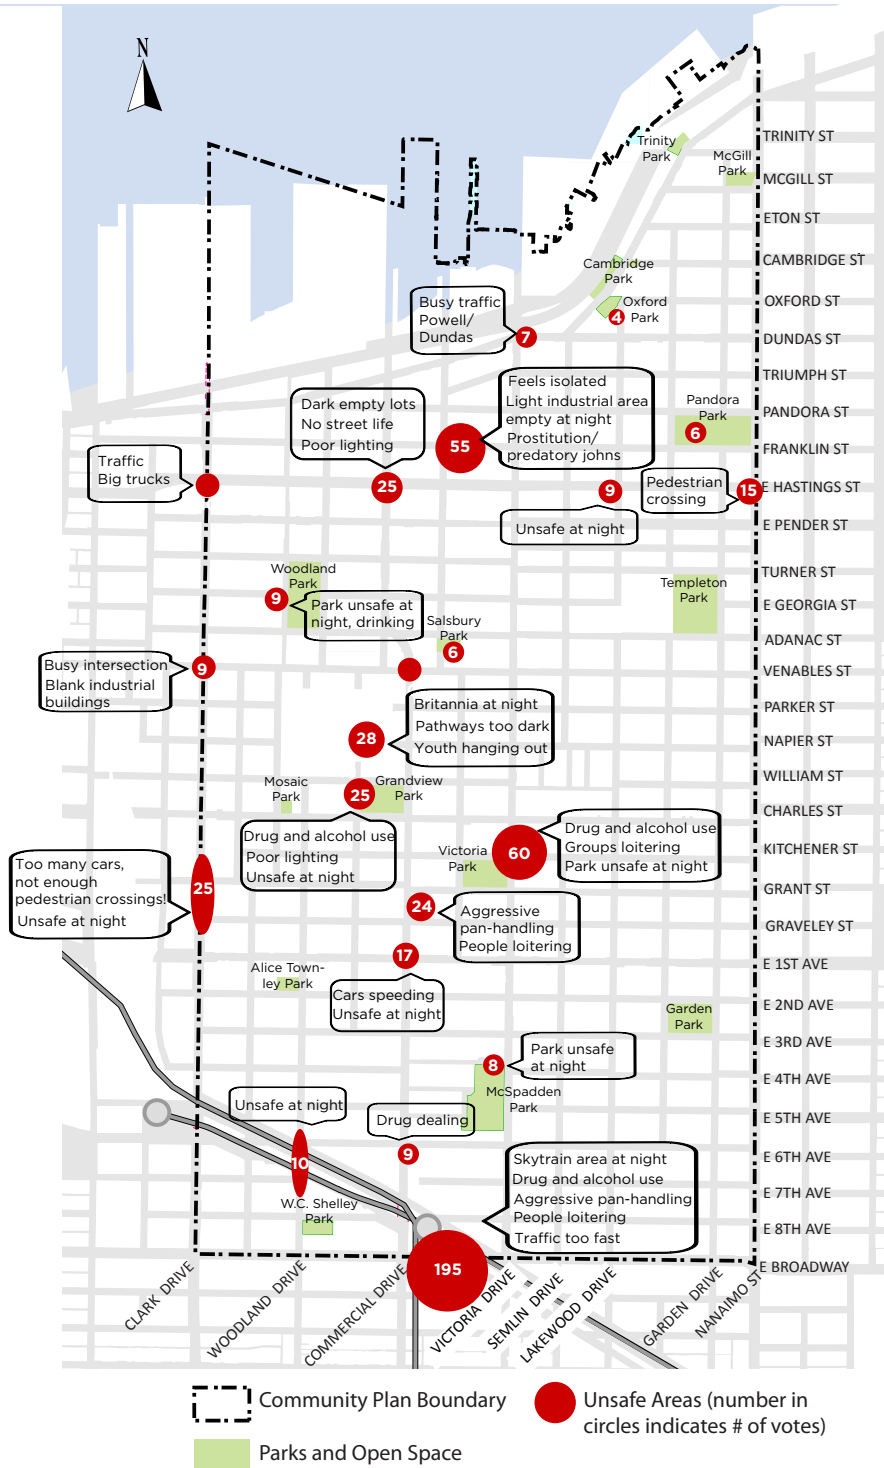 N
Trinity
Park
McGill
Park
TRINITY ST
MCGILL ST
ETON ST
CAMBRIDGE ST
OXFORD ST
DUNDAS ST
TRIUMPH ST
PANDORA ST
FRANKLIN ST
E HASTINGS ST
E PENDER ST
TURNER ST
E GEORGIA ST
ADANAC ST
VENABLES ST
PARKER ST
NAPIER ST
WILLIAM ST
CHARLES ST
KITCHENER ST
GRANT ST
GRAVELEY ST
E 1ST AVE
E 2ND AVE
E 3RD AVE
E 4TH AVE
E 5TH AVE
E 6TH AVE
E 7TH AVE
E 8TH AVE
E BROADWAY
Cambridge
Park
Oxford
Park
4
Busy traffic
Powell/
Dundas
7
Dark empty lots
No street life
Poor lighting
25
55
Feels isolated
Light industrial area
empty at night
Prostitution/
predatory johns
Pandora
Park
6
Traffic
Big trucks
9
Unsafe at night
Pedestrian
crossing
15
Woodland
Park
9
Park unsafe at
night, drinking
Salsbury
Park
6
Templeton
Park
Busy intersection
Blank industrial
buildings
9
28
Britannia at night
Pathways too dark
Youth hanging out
Mosaic
Park
25
Grandview
Park
Drug and alcohol use
Poor lighting
Unsafe at night
Victoria
Park
60
Drug and alcohol use
Groups loitering
Park unsafe at night
Too many cars,
not enough
pedestrian crossings!
Unsafe at night
25
24
Aggressive
pan-handling
People loitering
17
Cars speeding
Unsafe at night
Alice Town-
ley Park
Garden
Park
8
Park unsafe
at night
McSpadden
Park
Unsafe at night
10
Drug dealing
9
W.C. Shelley
Park
Skytrain area at night
Drug and alcohol use
Aggressive pan-handling
People loitering
Traffic too fast
195
CLARK DRIVE
WOODLAND DRIVE
COMMERCIAL DRIVE
VICTORIA DRIVE
SEMLIN DRIVE
LAKEWOOD DRIVE
GARDEN DRIVE
NANAIMO ST
Community Plan Boundary
Parks and Open Space
Unsafe Areas (number in
circles indicates # of votes)